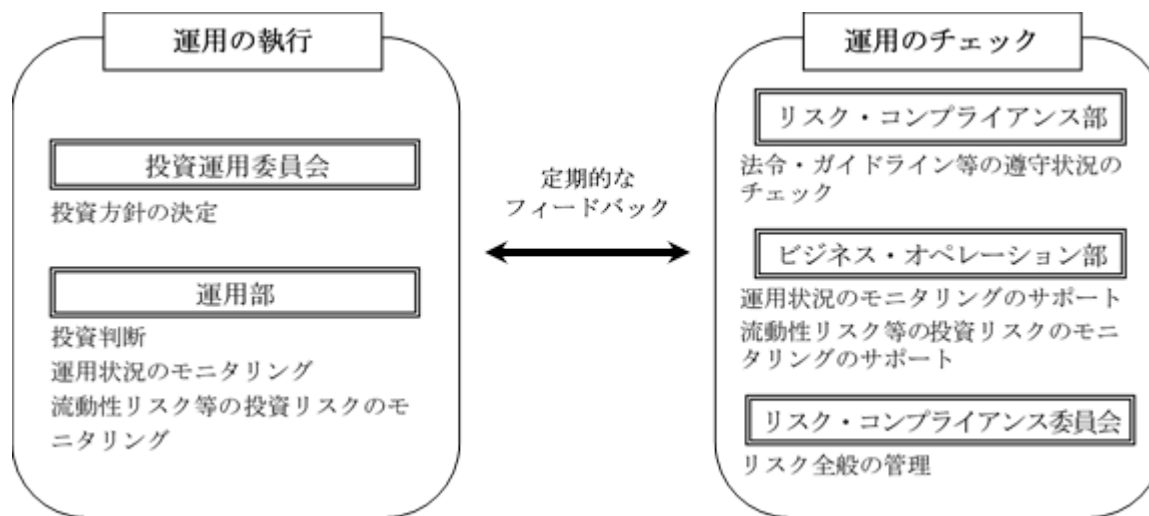 運用の執行
投資運用委員会
投資方針の決定
運用部
投資判断
運用状況のモニタリング
流動性リスク等の投資リスクのモ
ニタリング
定期的な
フィードバック
運用のチェック
リスク・コンプライアンス部
法令・ガイドライン等の遵守状況の
チェック
ビジネス・オペレーション部
運用状況のモニタリングのサポート
流動性リスク等の投資リスクのモニ
タリングのサポート
リスク・コンプライアンス委員会
リスク全般の管理